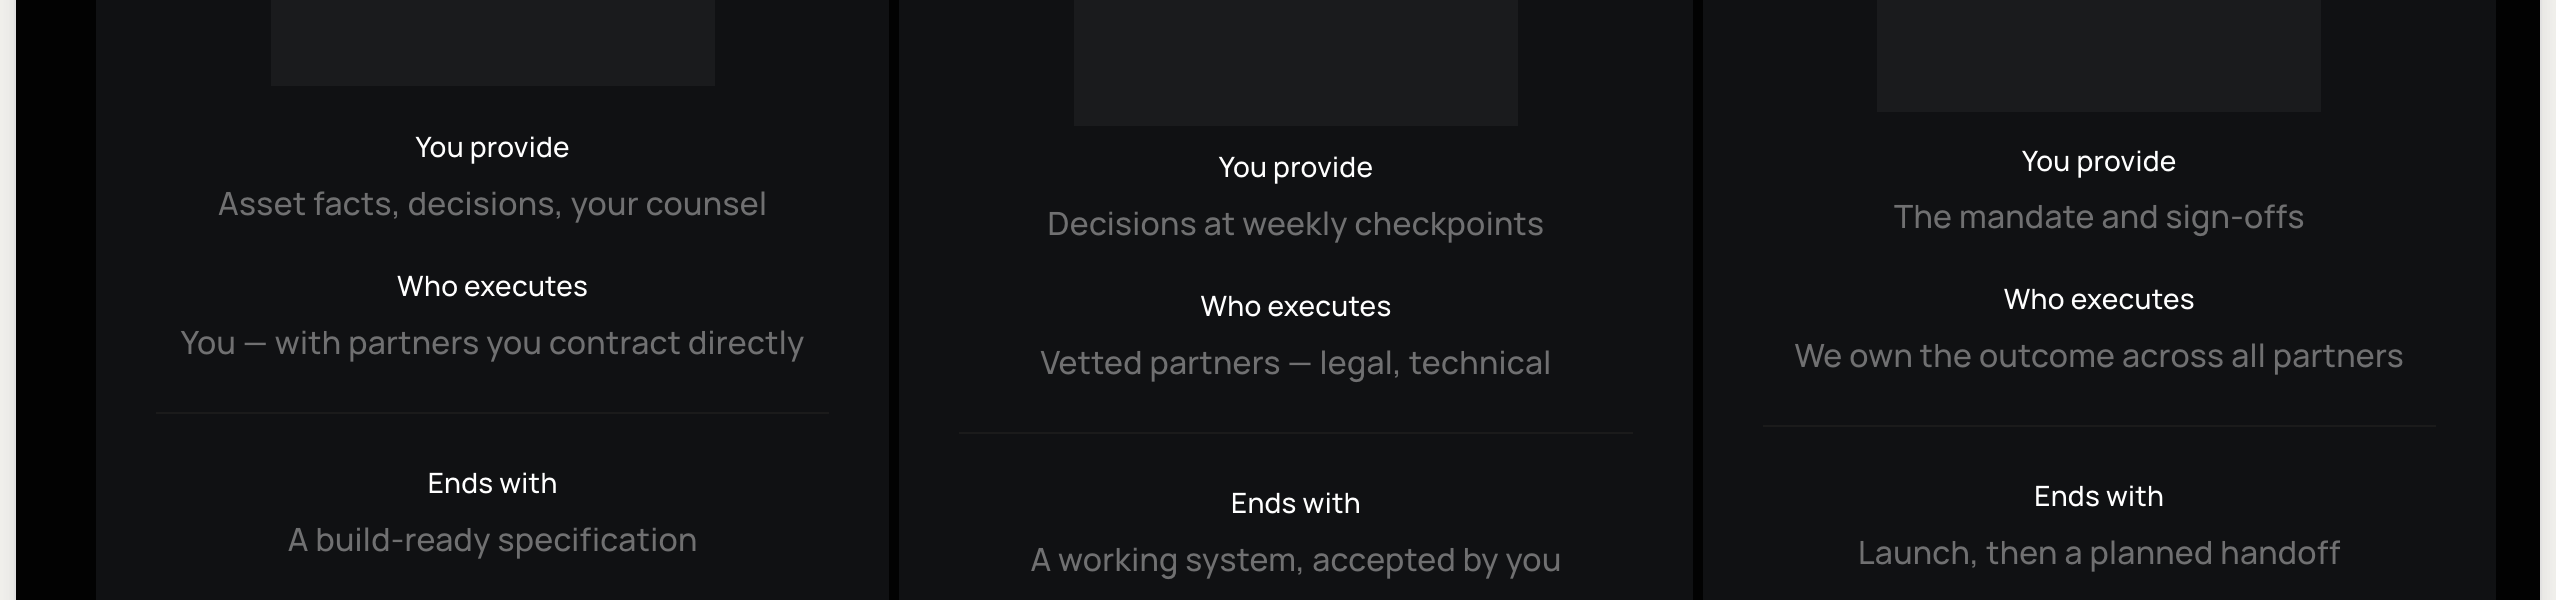 You provide
Asset facts, decisions, your counsel
Who executes
You — with partners you contract directly
Ends with
A build-ready specification
You provide
Decisions at weekly checkpoints
Who executes
Vetted partners — legal, technical
Ends with
A working system, accepted by you
You provide
The mandate and sign-offs
Who executes
We own the outcome across all partners
Ends with
Launch, then a planned handoff